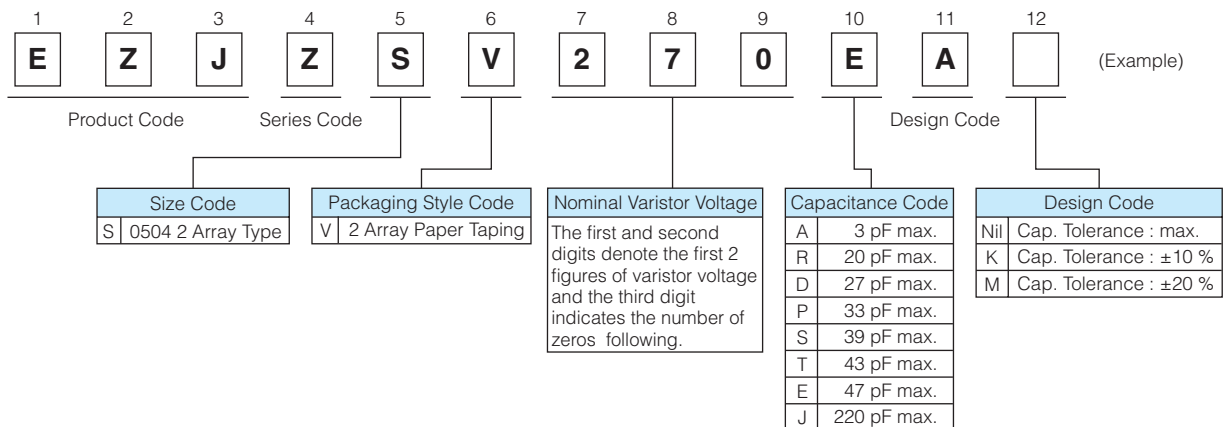 1 2 3 4 5 6 7 8 9 10 11 12
E Z J Z S V 2 7 0 E A (Example)
Product Code Series Code Design Code
Size Code
S 0504 2 Array Type
Packaging Style Code
V 2 Array Paper Taping
Nominal Varistor Voltage
The first and second
digits denote the first 2
figures of varistor voltage
and the third digit
indicates the number of
zeros following.
Capacitance Code
A 3 pF max.
R 20 pF max.
D 27 pF max.
P 33 pF max.
S 39 pF max.
T 43 pF max.
E 47 pF max.
J 220 pF max.
Design Code
Nil Cap. Tolerance : max.
K Cap. Tolerance : ±10 %
M Cap. Tolerance : ±20 %